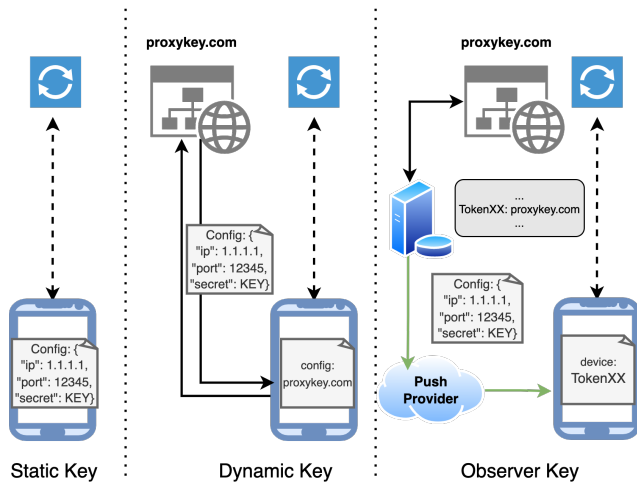 proxykey.com
proxykey.com
...
TokenXX: proxykey.com
...
Config: {
"ip": 1.1.1.1,
"port": 12345,
"secret": KEY}
Config: {
"ip": 1.1.1.1,
"port": 12345,
"secret": KEY}
Config: {
"ip": 1.1.1.1,
"port": 12345,
"secret": KEY}
config:
proxykey.com
Push
Provider
device:
TokenXX
Static Key
Dynamic Key
Observer Key